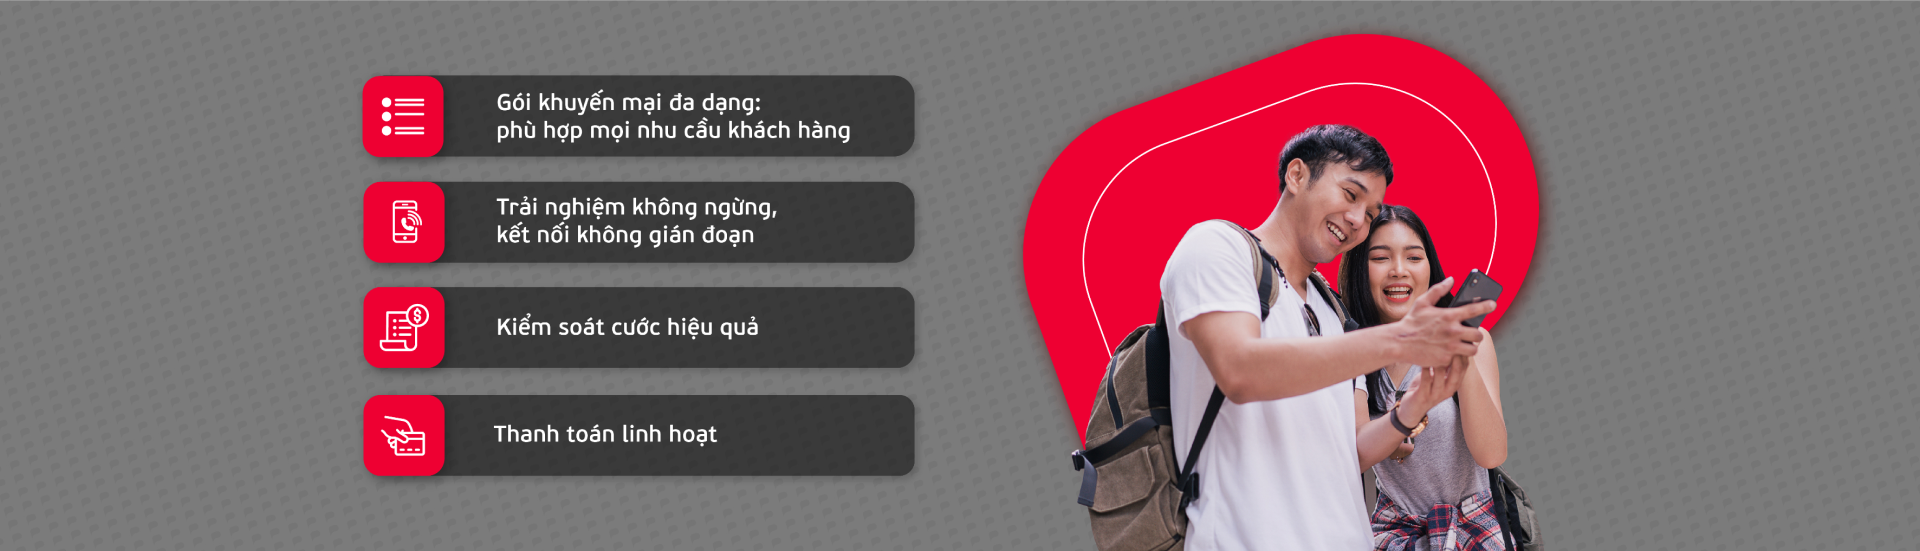 Gói khuyến mại đa dạng:
phù hợp mọi nhu cầu khách hàng
Trải nghiệm không ngừng,
kết nối không gián đoạn
Kiểm soát cước hiệu quả
Thanh toán linh hoạt